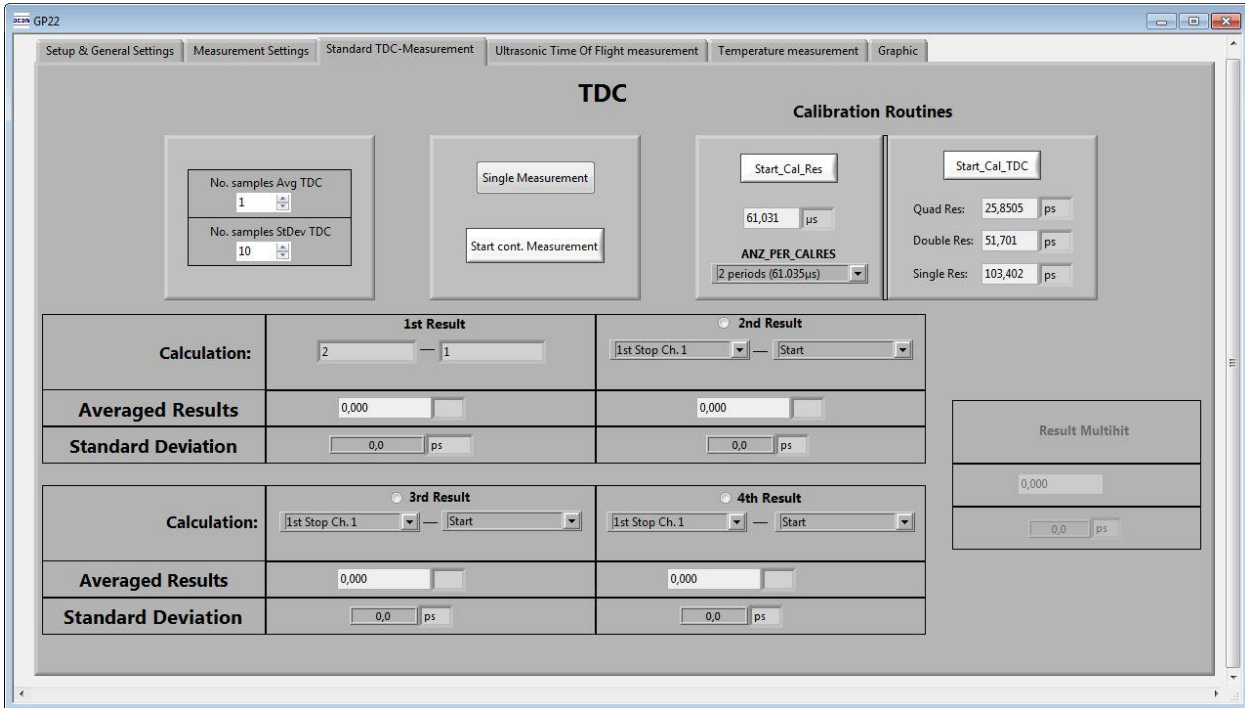 acam GP22
Setup & General Settings Measurement Settings Standard TDC-Measurement Ultrasonic Time Of Flight measurement Temperature measurement Graphic
TDC
Calibration Routines
No. samples Avg TDC
1
No. samples StDev TDC
10
Single Measurement
Start cont. Measurement
Start_Cal_Res
61,031 µs
ANZ_PER_CALRES
2 periods (61.035µs)
Start_Cal_TDC
Quad Res: 25,8505 ps
Double Res: 51,701 ps
Single Res: 103,402 ps
1st Result 2nd Result
Calculation: 2 — 1 1st Stop Ch. 1 — Start
Averaged Results 0,000 0,000
Standard Deviation 0,0 ps 0,0 ps
3rd Result 4th Result
Calculation: 1st Stop Ch. 1 — Start 1st Stop Ch. 1 — Start
Averaged Results 0,000 0,000
Standard Deviation 0,0 ps 0,0 ps
Result Multihit
0,000
0,0 ps